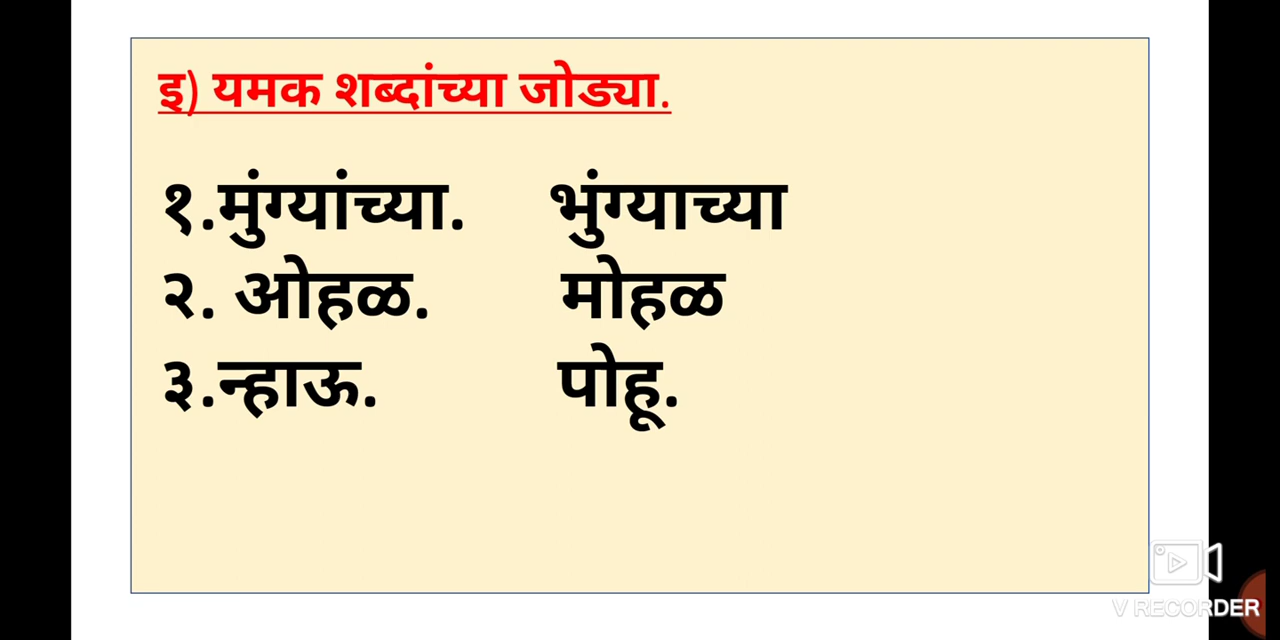 इ) यमक शब्दांच्या जोड्या.
१.मुंग्यांच्या. भुंग्याच्या
२. ओहळ. मोहळ
३.न्हाऊ. पोहू.
V RECORDER